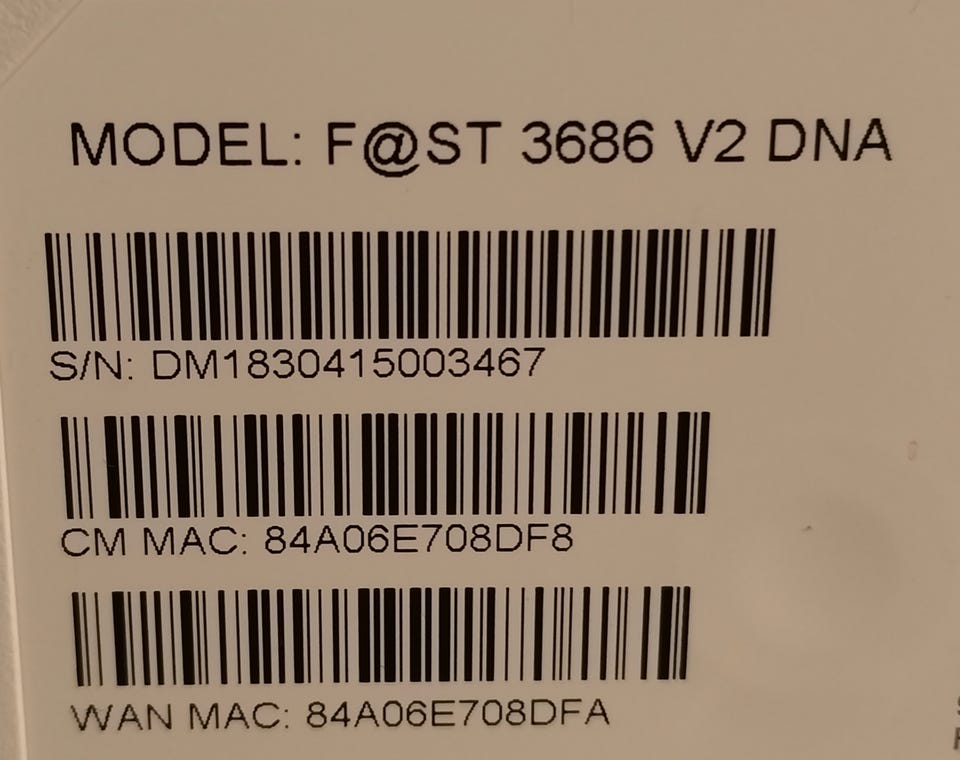 MODEL: F@ST 3686 V2 DNA
S/N: DM1830415003467
CM MAC: 84A06E708DF8
WAN MAC: 84A06E708DFA